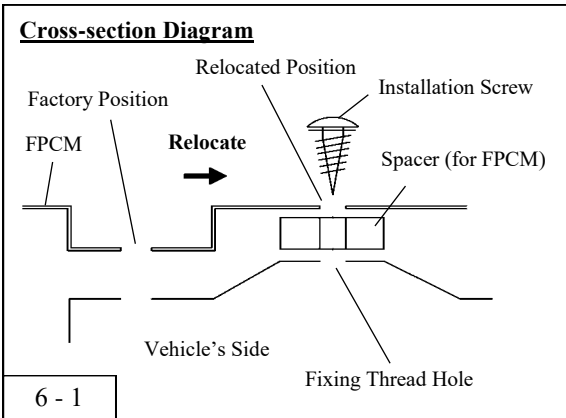 Cross-section Diagram
Relocated Position
Installation Screw
Factory Position
FPCM
Relocate
Spacer (for FPCM)
Vehicle’s Side
Fixing Thread Hole
6 - 1